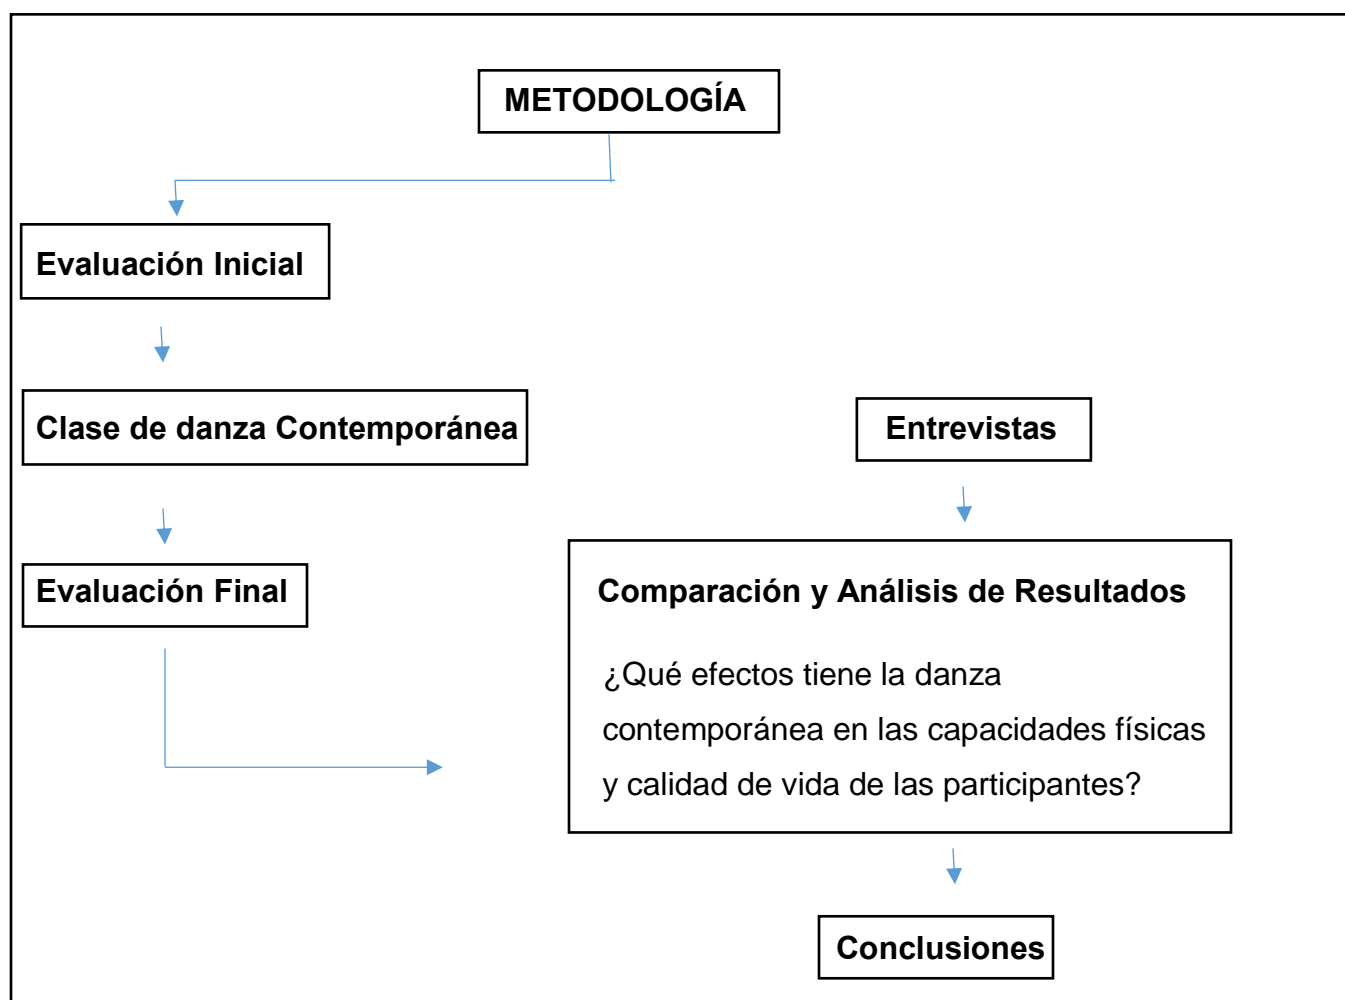 METODOLOGÍA
Evaluación Inicial
Clase de danza Contemporánea
Evaluación Final
Entrevistas
Comparación y Análisis de Resultados
¿Qué efectos tiene la danza
contemporánea en las capacidades físicas
y calidad de vida de las participantes?
Conclusiones